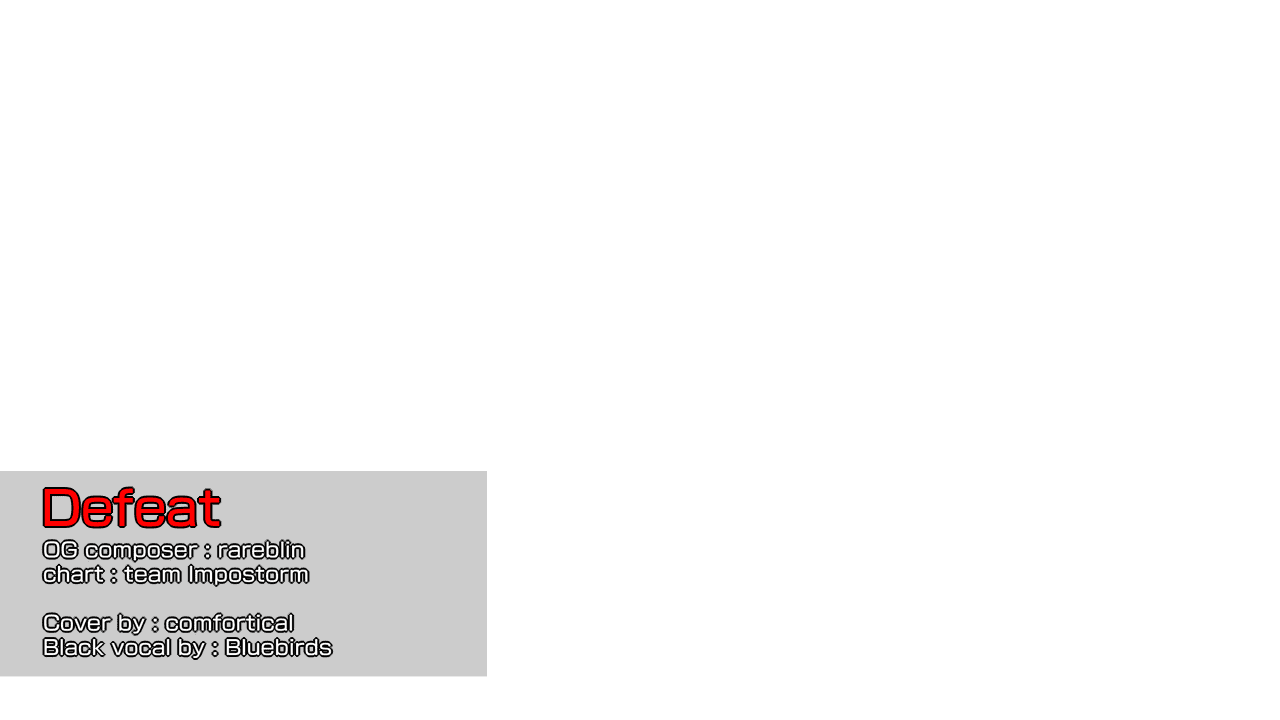 Defeat
OG composer : rareblin
chart : team Impostorm
Cover by : comfortical
Black vocal by : Bluebirds